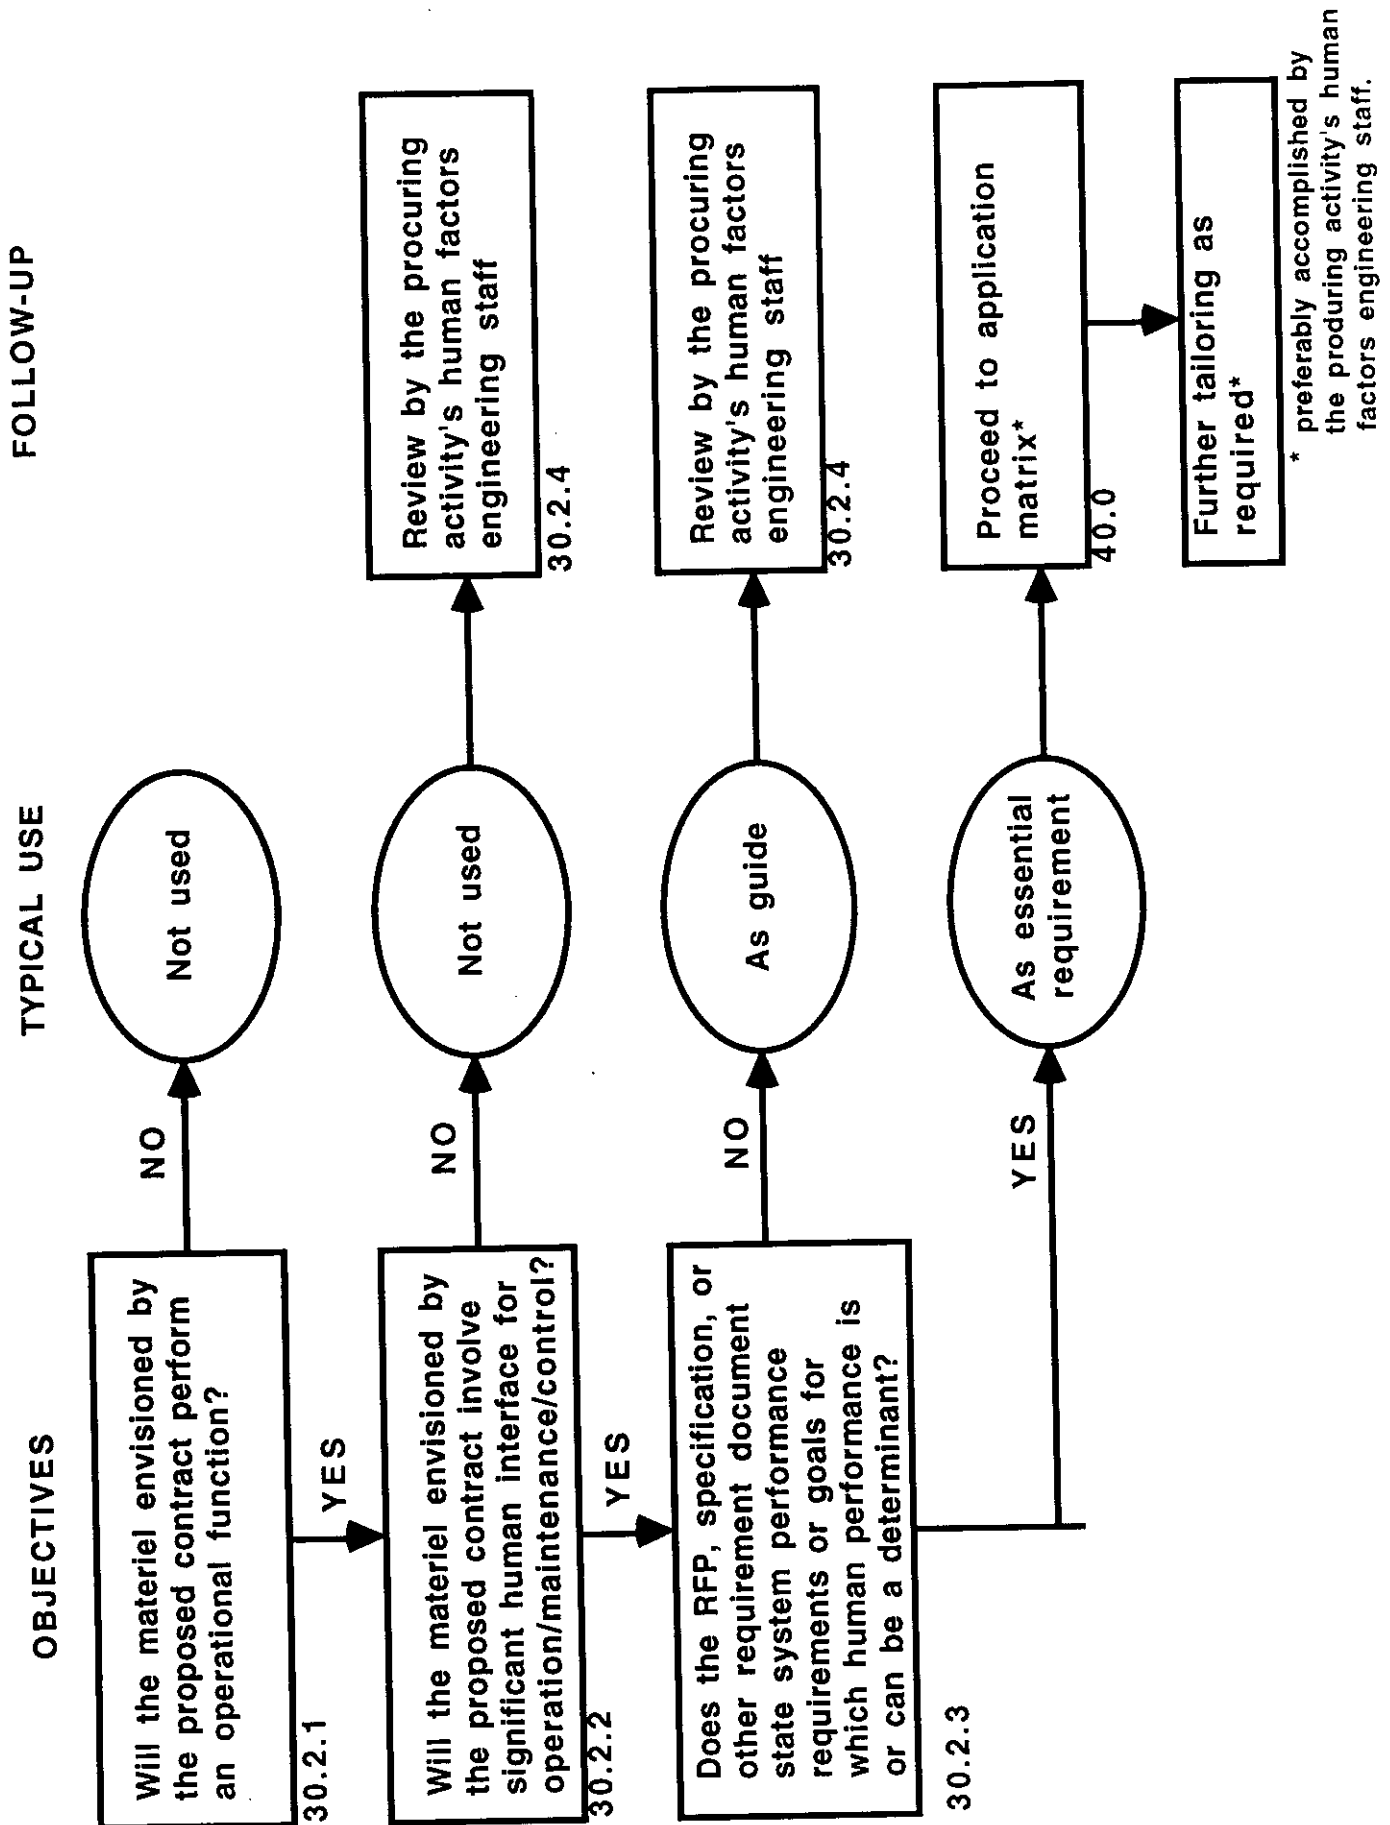 OBJECTIVES
TYPICAL USE
FOLLOW-UP
Will the materiel envisioned by
the proposed contract perform
an operational function?
30.2.1
NO
Not used
YES
Will the materiel envisioned by
the proposed contract involve
significant human interface for
operation/maintenance/control?
30.2.2
NO
Not used
Review by the procuring
activity's human factors
engineering staff
30.2.4
YES
Does the RFP, specification, or
other requirement document
state system performance
requirements or goals for
which human performance is
or can be a determinant?
30.2.3
NO
As guide
Review by the procuring
activity's human factors
engineering staff
30.2.4
YES
As essential
requirement
Proceed to application
matrix*
40.0
Further tailoring as
required*
* preferably accomplished by
the produring activity's human
factors engineering staff.